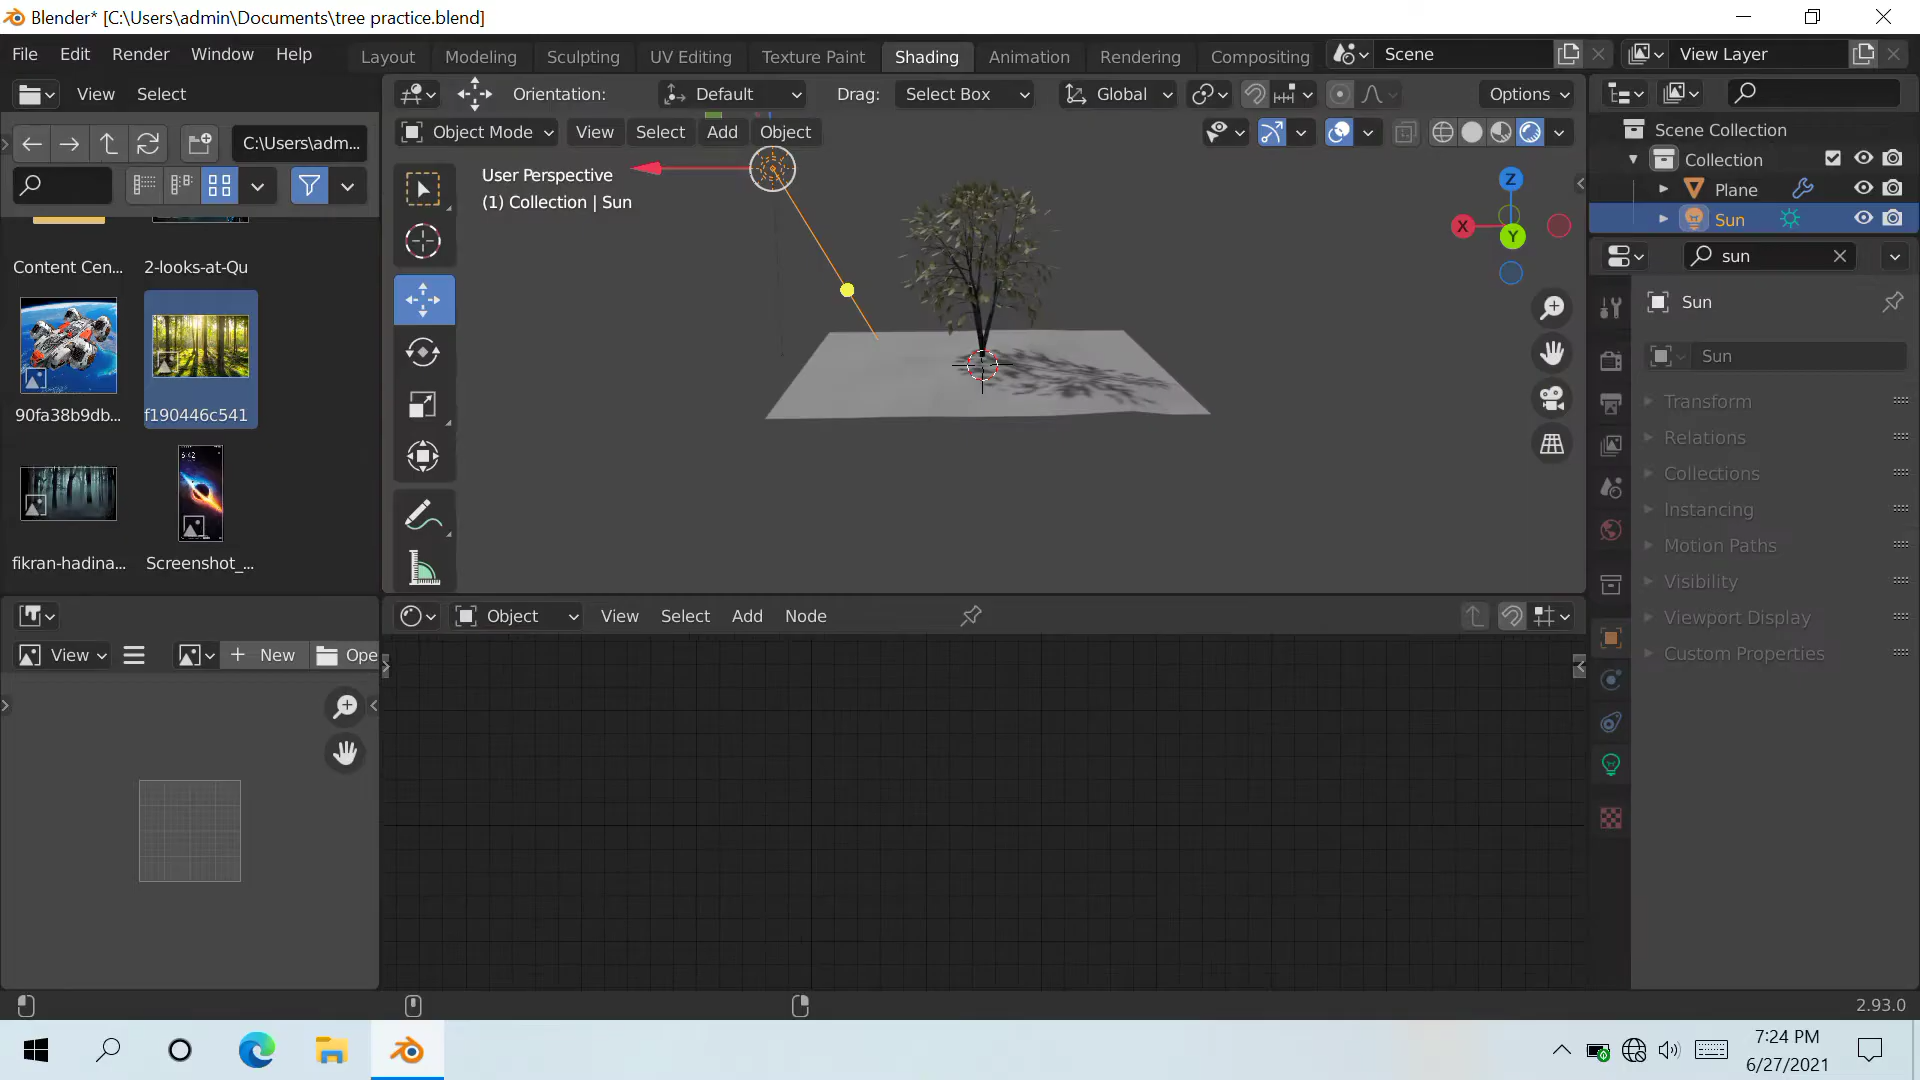 Blender* [C:\Users\admin\Documents\tree practice.blend]
File Edit Render Window Help
Layout Modeling Sculpting UV Editing Texture Paint Shading Animation Rendering Compositing
Scene
View Layer
View Select
Orientation: Default Drag: Select Box Global Options
C:\Users\adm...
Object Mode View Select Add Object
User Perspective
(1) Collection | Sun
Z
X
Y
Scene Collection
Collection
Plane
Sun
sun
Sun
Sun
Transform
Relations
Collections
Instancing
Motion Paths
Visibility
Viewport Display
Custom Properties
Content Cen... 2-looks-at-Qu
90fa38b9db... f190446c541
6:42
fikran-hadina... Screenshot_...
Object View Select Add Node
View New Ope
2.93.0
7:24 PM
6/27/2021